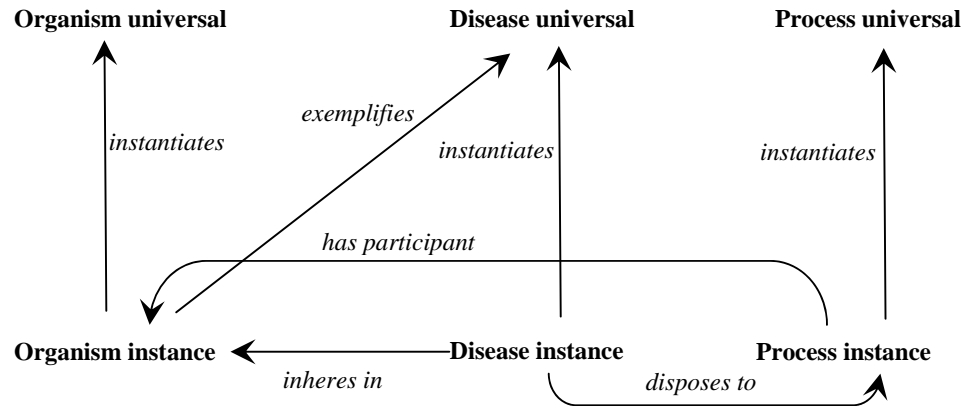 Organism universal
Disease universal
Process universal
exemplifies
instantiates
instantiates
instantiates
has participant
Organism instance
Disease instance
Process instance
inheres in
disposes to